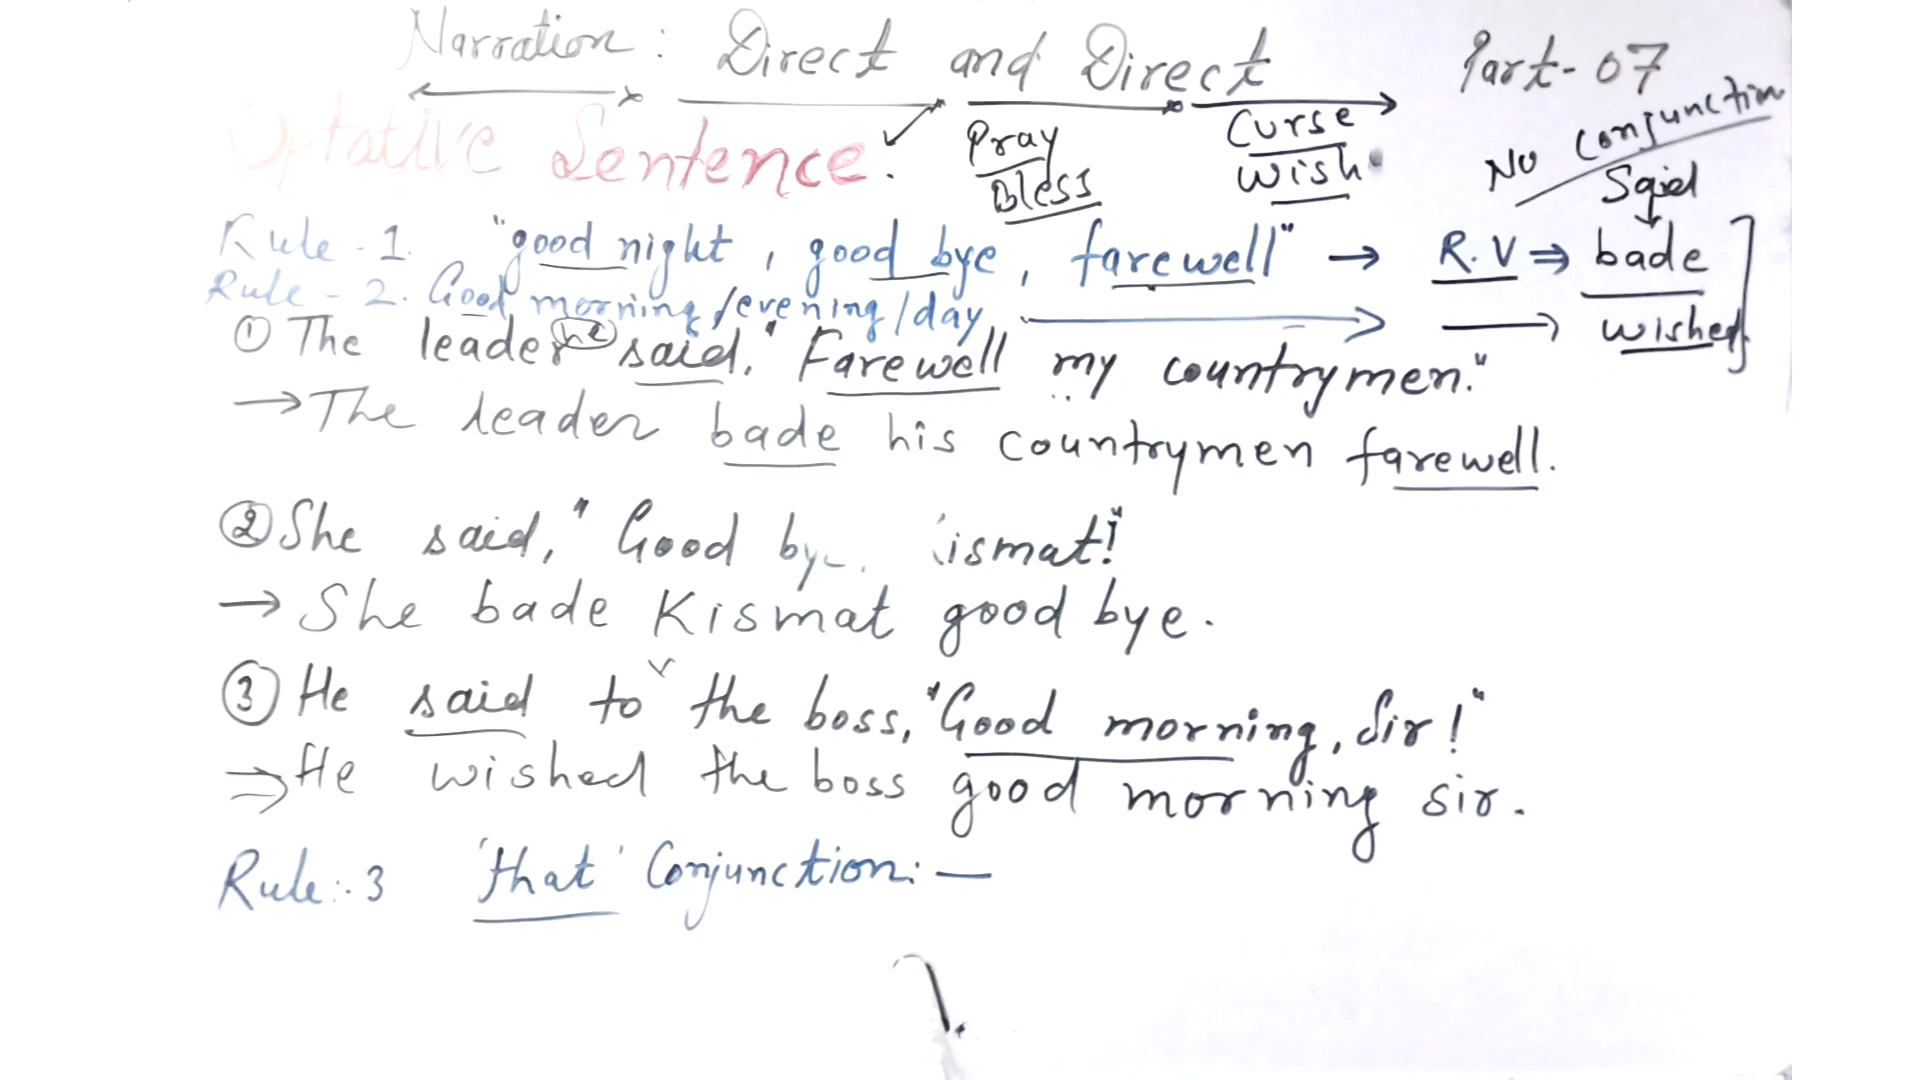 Narration: Direct and Direct Part-07
Optative Sentence. Pray Bless Curse Wish No conjunction
Said
Rule-1. "good night, good bye, farewell" → R.V ⇒ bade
Rule-2. Good morning/evening/day → → wished
① The leader he said, "Farewell my countrymen."
→ The leader bade his countrymen farewell.
② She said, "Good bye ismat!"
→ She bade Kismat good bye.
③ He said to the boss, "Good morning, Sir!"
⇒ He wished the boss good morning sir.
Rule:-3 'that' Conjunction:—